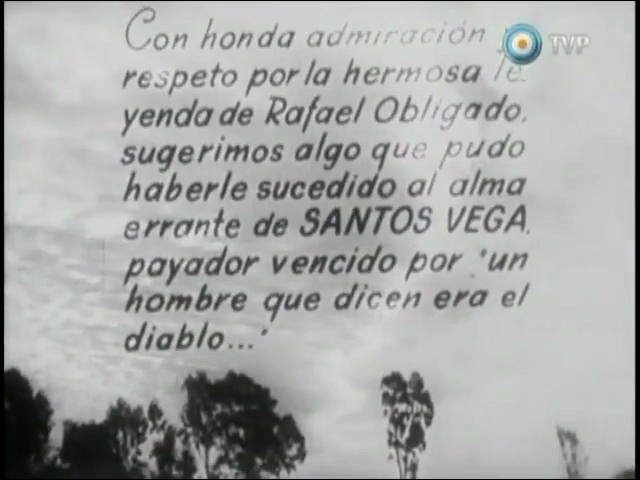 Con honda admiración
respeto por la hermosa le
yenda de Rafael Obligado,
sugerimos algo que pudo
haberle sucedido al alma
errante de SANTOS VEGA,
payador vencido por "un
hombre que dicen era el
diablo..."
TVP